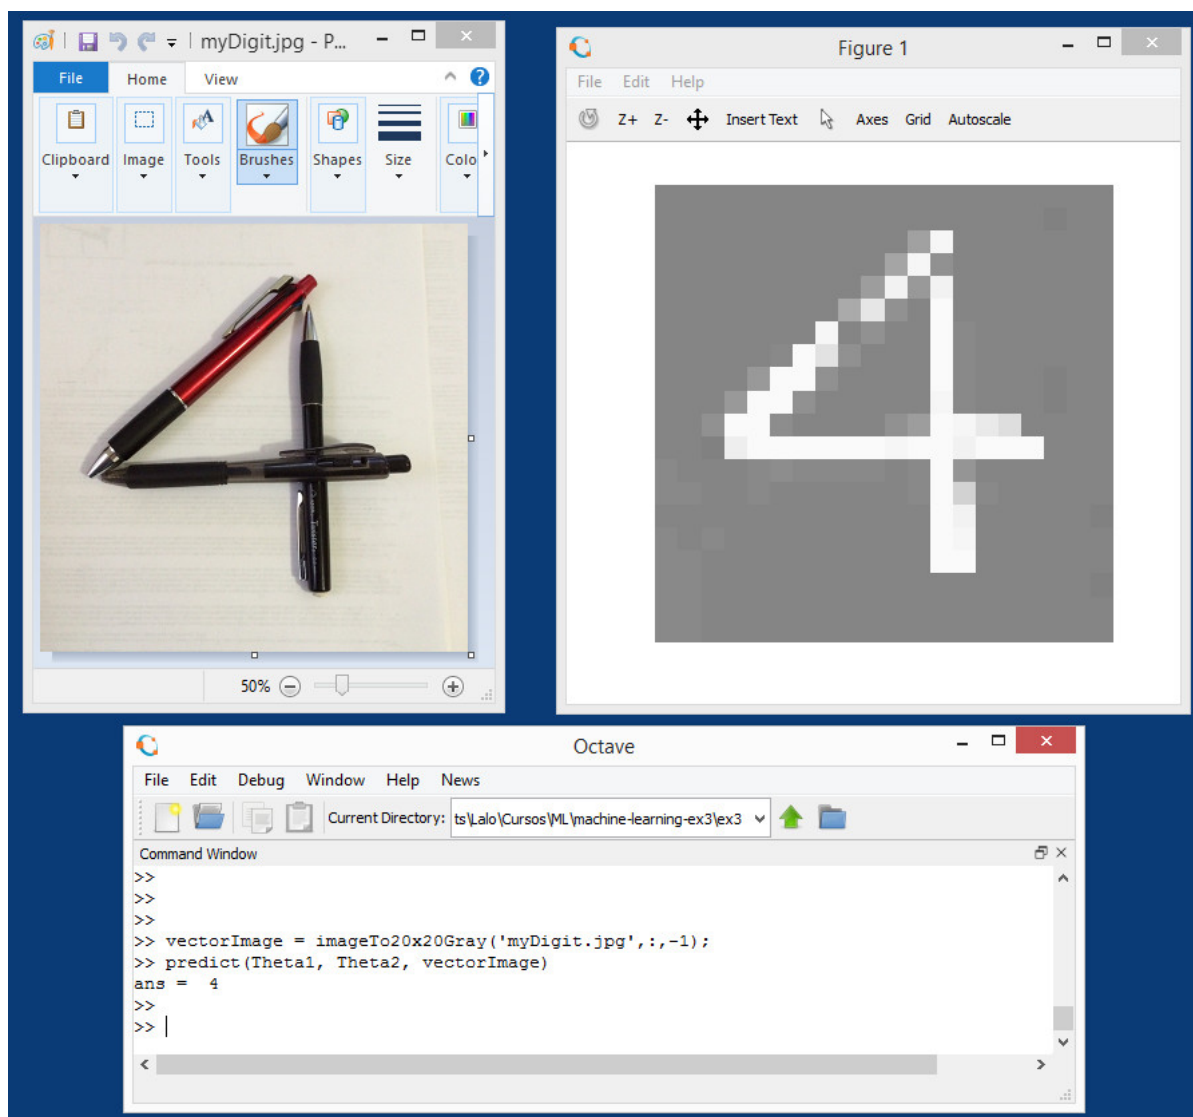 myDigit.jpg - P...
File Home View
Clipboard Image Tools Brushes Shapes Size Colo
50%
Figure 1
File Edit Help
Z+ Z- Insert Text Axes Grid Autoscale
Octave
File Edit Debug Window Help News
Current Directory: ts\Lalo\Cursos\ML\machine-learning-ex3\ex3
Command Window
>>
>>
>>
>> vectorImage = imageTo20x20Gray('myDigit.jpg',:,-1);
>> predict(Theta1, Theta2, vectorImage)
ans =  4
>>
>>